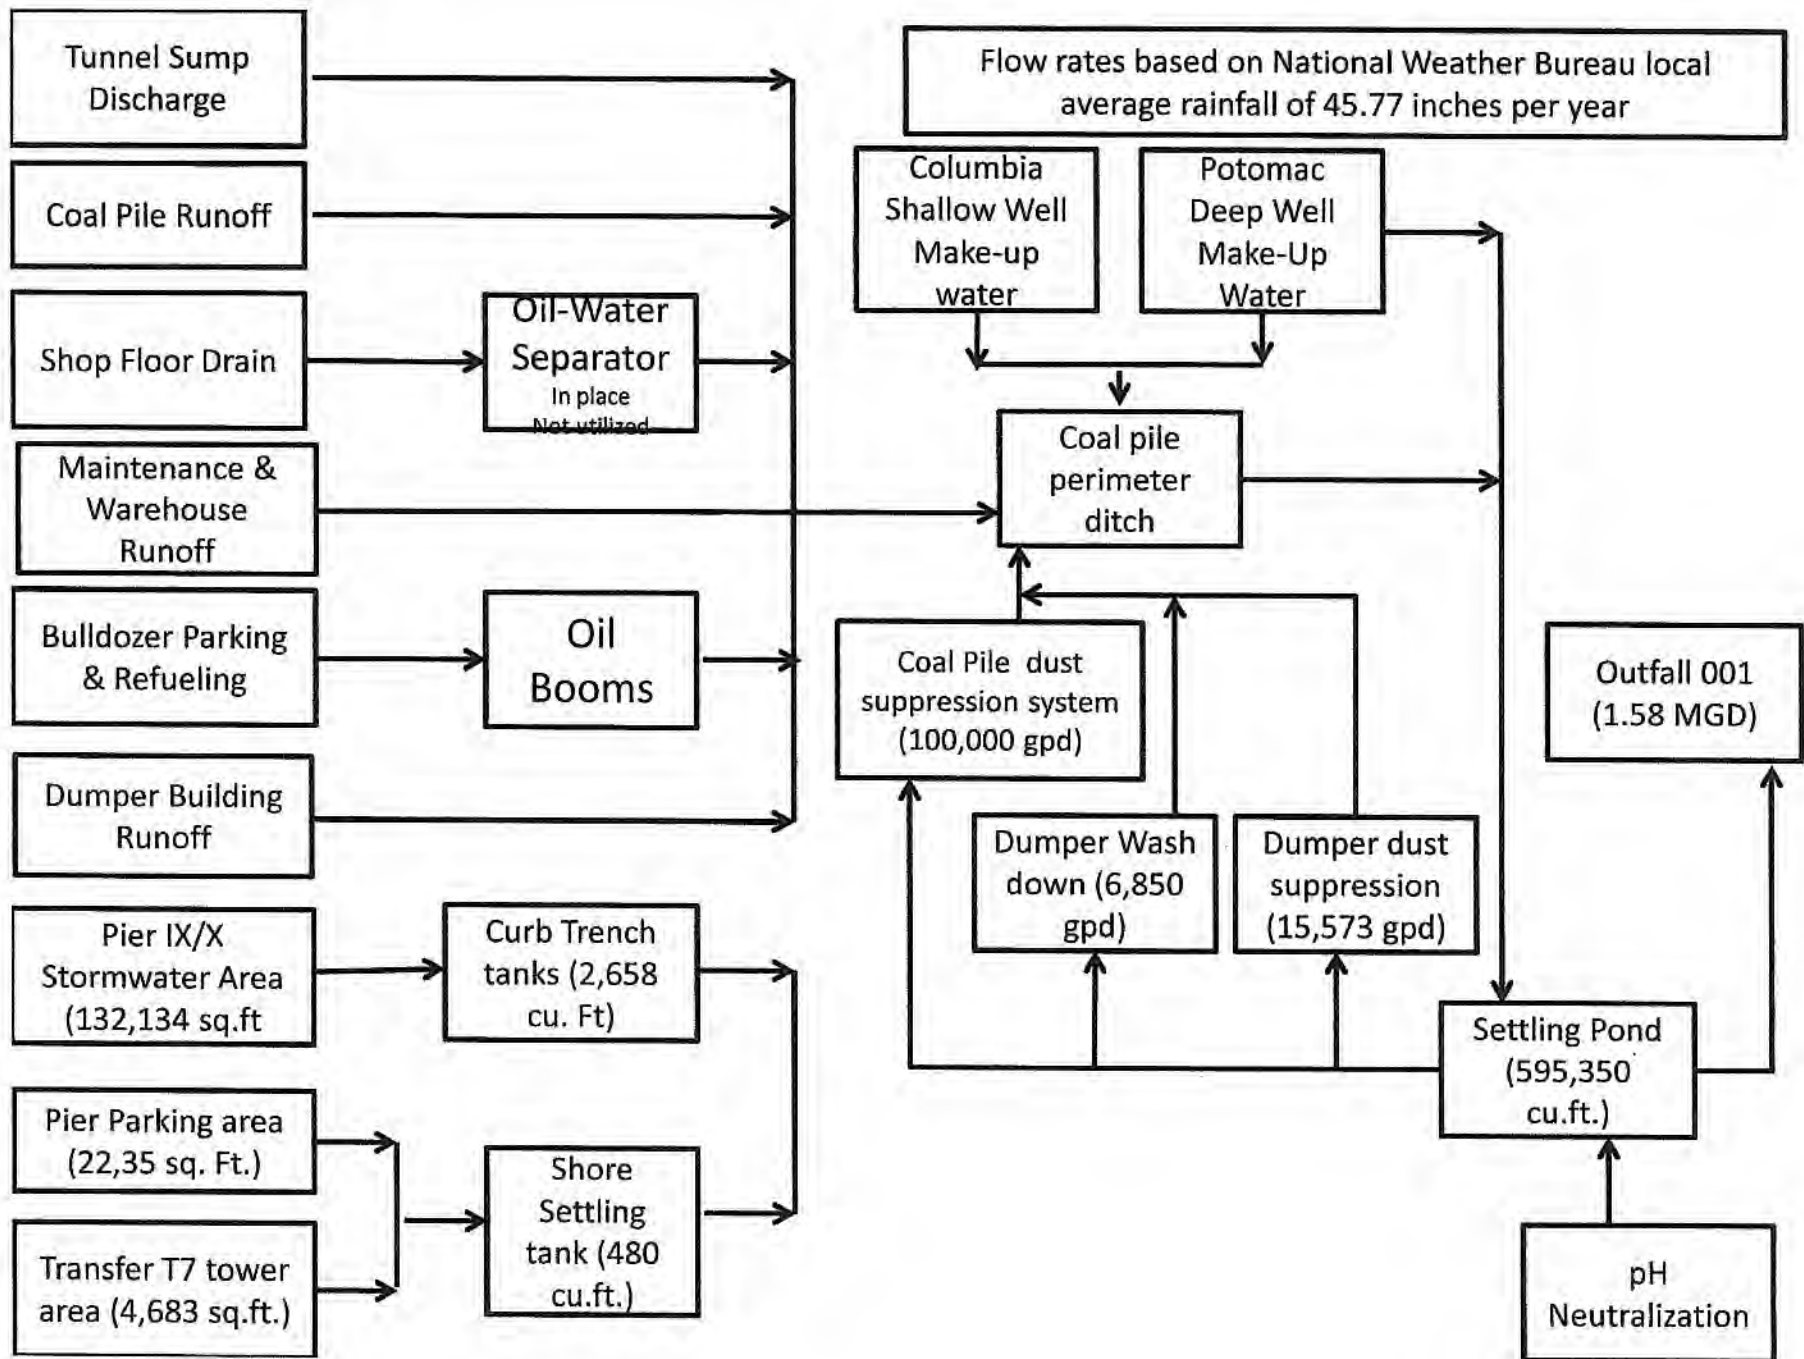 Tunnel Sump
Discharge
Coal Pile Runoff
Shop Floor Drain
Oil-Water
Separator
In place
Not utilized
Maintenance &
Warehouse
Runoff
Bulldozer Parking
& Refueling
Oil
Booms
Dumper Building
Runoff
Pier IX/X
Stormwater Area
(132,134 sq.ft
Curb Trench
tanks (2,658
cu. Ft)
Pier Parking area
(22,35 sq. Ft.)
Transfer T7 tower
area (4,683 sq.ft.)
Shore
Settling
tank (480
cu.ft.)
Flow rates based on National Weather Bureau local
average rainfall of 45.77 inches per year
Columbia
Shallow Well
Make-up
water
Potomac
Deep Well
Make-Up
Water
Coal pile
perimeter
ditch
Coal Pile dust
suppression system
(100,000 gpd)
Dumper Wash
down (6,850
gpd)
Dumper dust
suppression
(15,573 gpd)
Outfall 001
(1.58 MGD)
Settling Pond
(595,350
cu.ft.)
pH
Neutralization